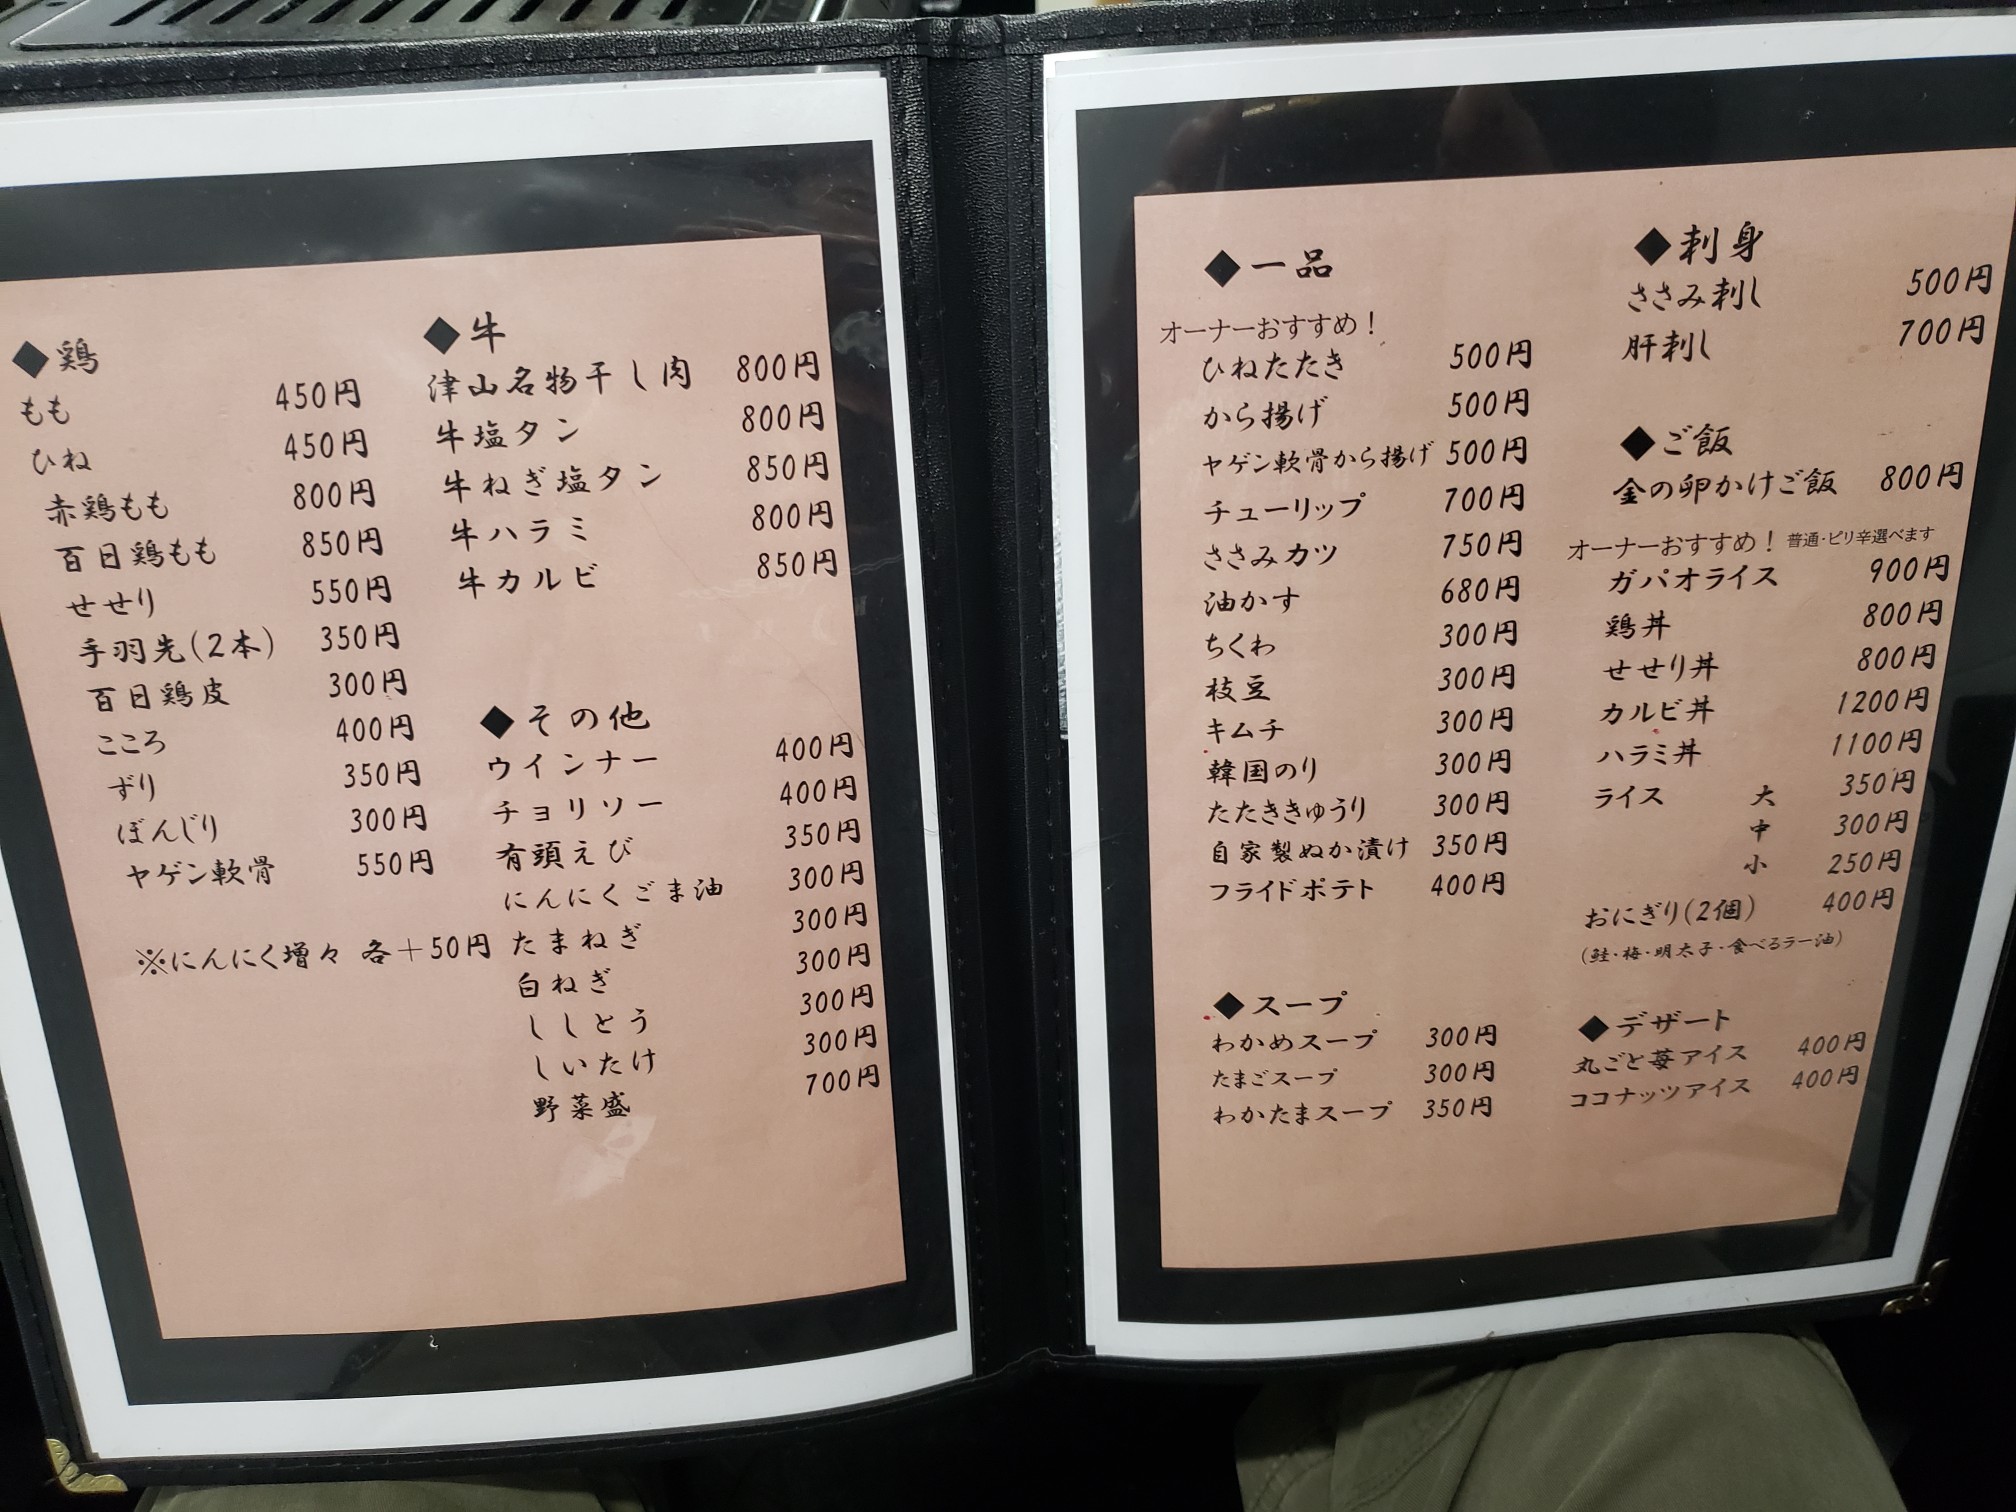 ◆鶏
もも 450円
ひね 450円
赤鶏もも 800円
百日鶏もも 850円
せせり 550円
手羽先(2本) 350円
百日鶏皮 300円
こころ 400円
ずり 350円
ぼんじり 300円
ヤゲン軟骨 550円
※にんにく増々 各+50円
◆牛
津山名物干し肉 800円
牛塩タン 800円
牛ねぎ塩タン 850円
牛ハラミ 800円
牛カルビ 850円
◆その他
ウインナー 400円
チョリソー 400円
有頭えび 350円
にんにくごま油 300円
たまねぎ 300円
白ねぎ 300円
ししとう 300円
しいたけ 300円
野菜盛 700円
◆一品
オーナーおすすめ!
ひねたたき 500円
から揚げ 500円
ヤゲン軟骨から揚げ 500円
チューリップ 700円
ささみカツ 750円
油かす 680円
ちくわ 300円
枝豆 300円
キムチ 300円
韓国のり 300円
たたききゅうり 300円
自家製ぬか漬け 350円
フライドポテト 400円
◆スープ
わかめスープ 300円
たまごスープ 300円
わかたまスープ 350円
◆刺身
ささみ刺し 500円
肝刺し 700円
◆ご飯
金の卵かけご飯 800円
オーナーおすすめ! 普通・ピリ辛選べます
ガパオライス 900円
鶏丼 800円
せせり丼 800円
カルビ丼 1200円
ハラミ丼 1100円
ライス 大 350円
中 300円
小 250円
おにぎり(2個) 400円
(鮭・梅・明太子・食べるラー油)
◆デザート
丸ごと苺アイス 400円
ココナッツアイス 400円